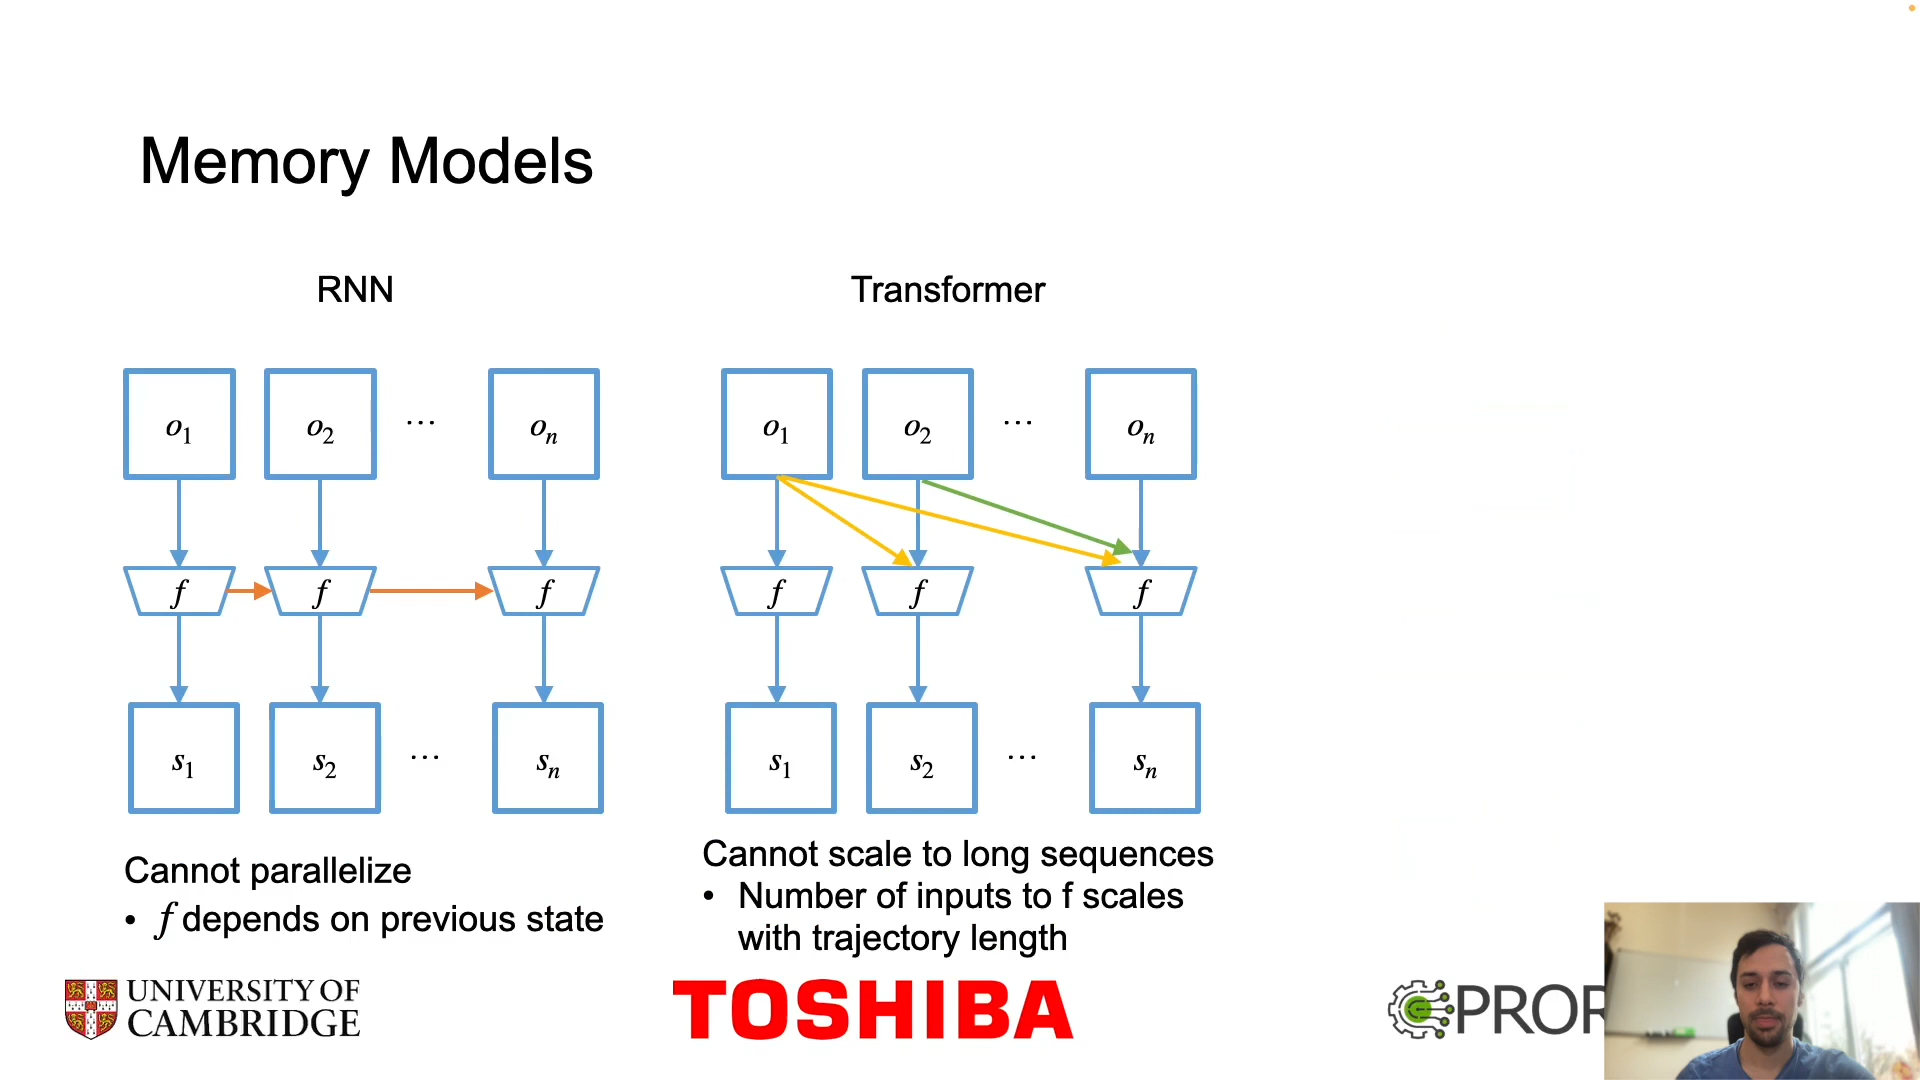 Memory Models
RNN
Transformer
o1 o2 ... on
o1 o2 ... on
f f f
f f f
s1 s2 ... sn
s1 s2 ... sn
Cannot parallelize
• f depends on previous state
Cannot scale to long sequences
• Number of inputs to f scales
with trajectory length
UNIVERSITY OF
CAMBRIDGE
TOSHIBA